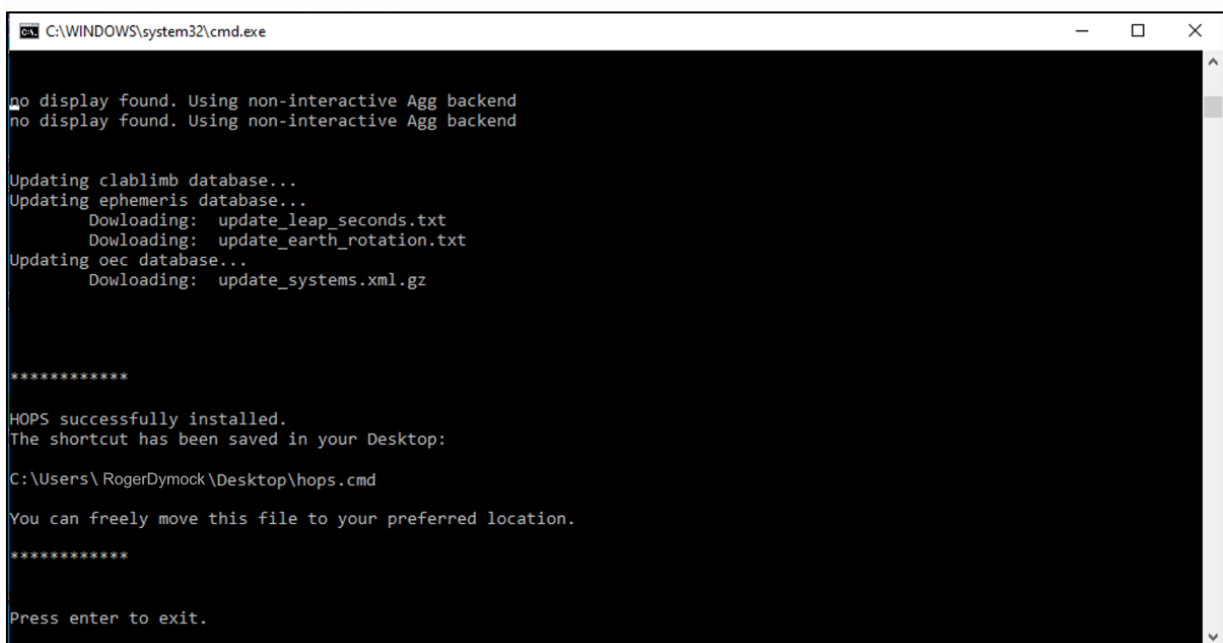 C:\WINDOWS\system32\cmd.exe
no display found. Using non-interactive Agg backend
no display found. Using non-interactive Agg backend
Updating clablimb database...
Updating ephemeris database...
Dowloading: update_leap_seconds.txt
Dowloading: update_earth_rotation.txt
Updating oec database...
Dowloading: update_systems.xml.gz
************
HOPS successfully installed.
The shortcut has been saved in your Desktop:
C:\Users\ RogerDymock \Desktop\hops.cmd
You can freely move this file to your preferred location.
************
Press enter to exit.